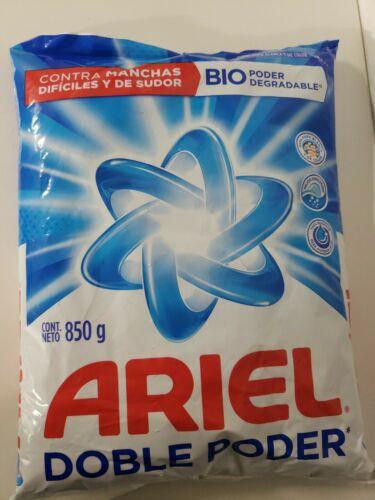 CONTRA MANCHAS
DIFÍCILES Y DE SUDOR
BIO PODER
DEGRADABLE*
CONT.
NETO 850 g
ARIEL®
DOBLE PODER*